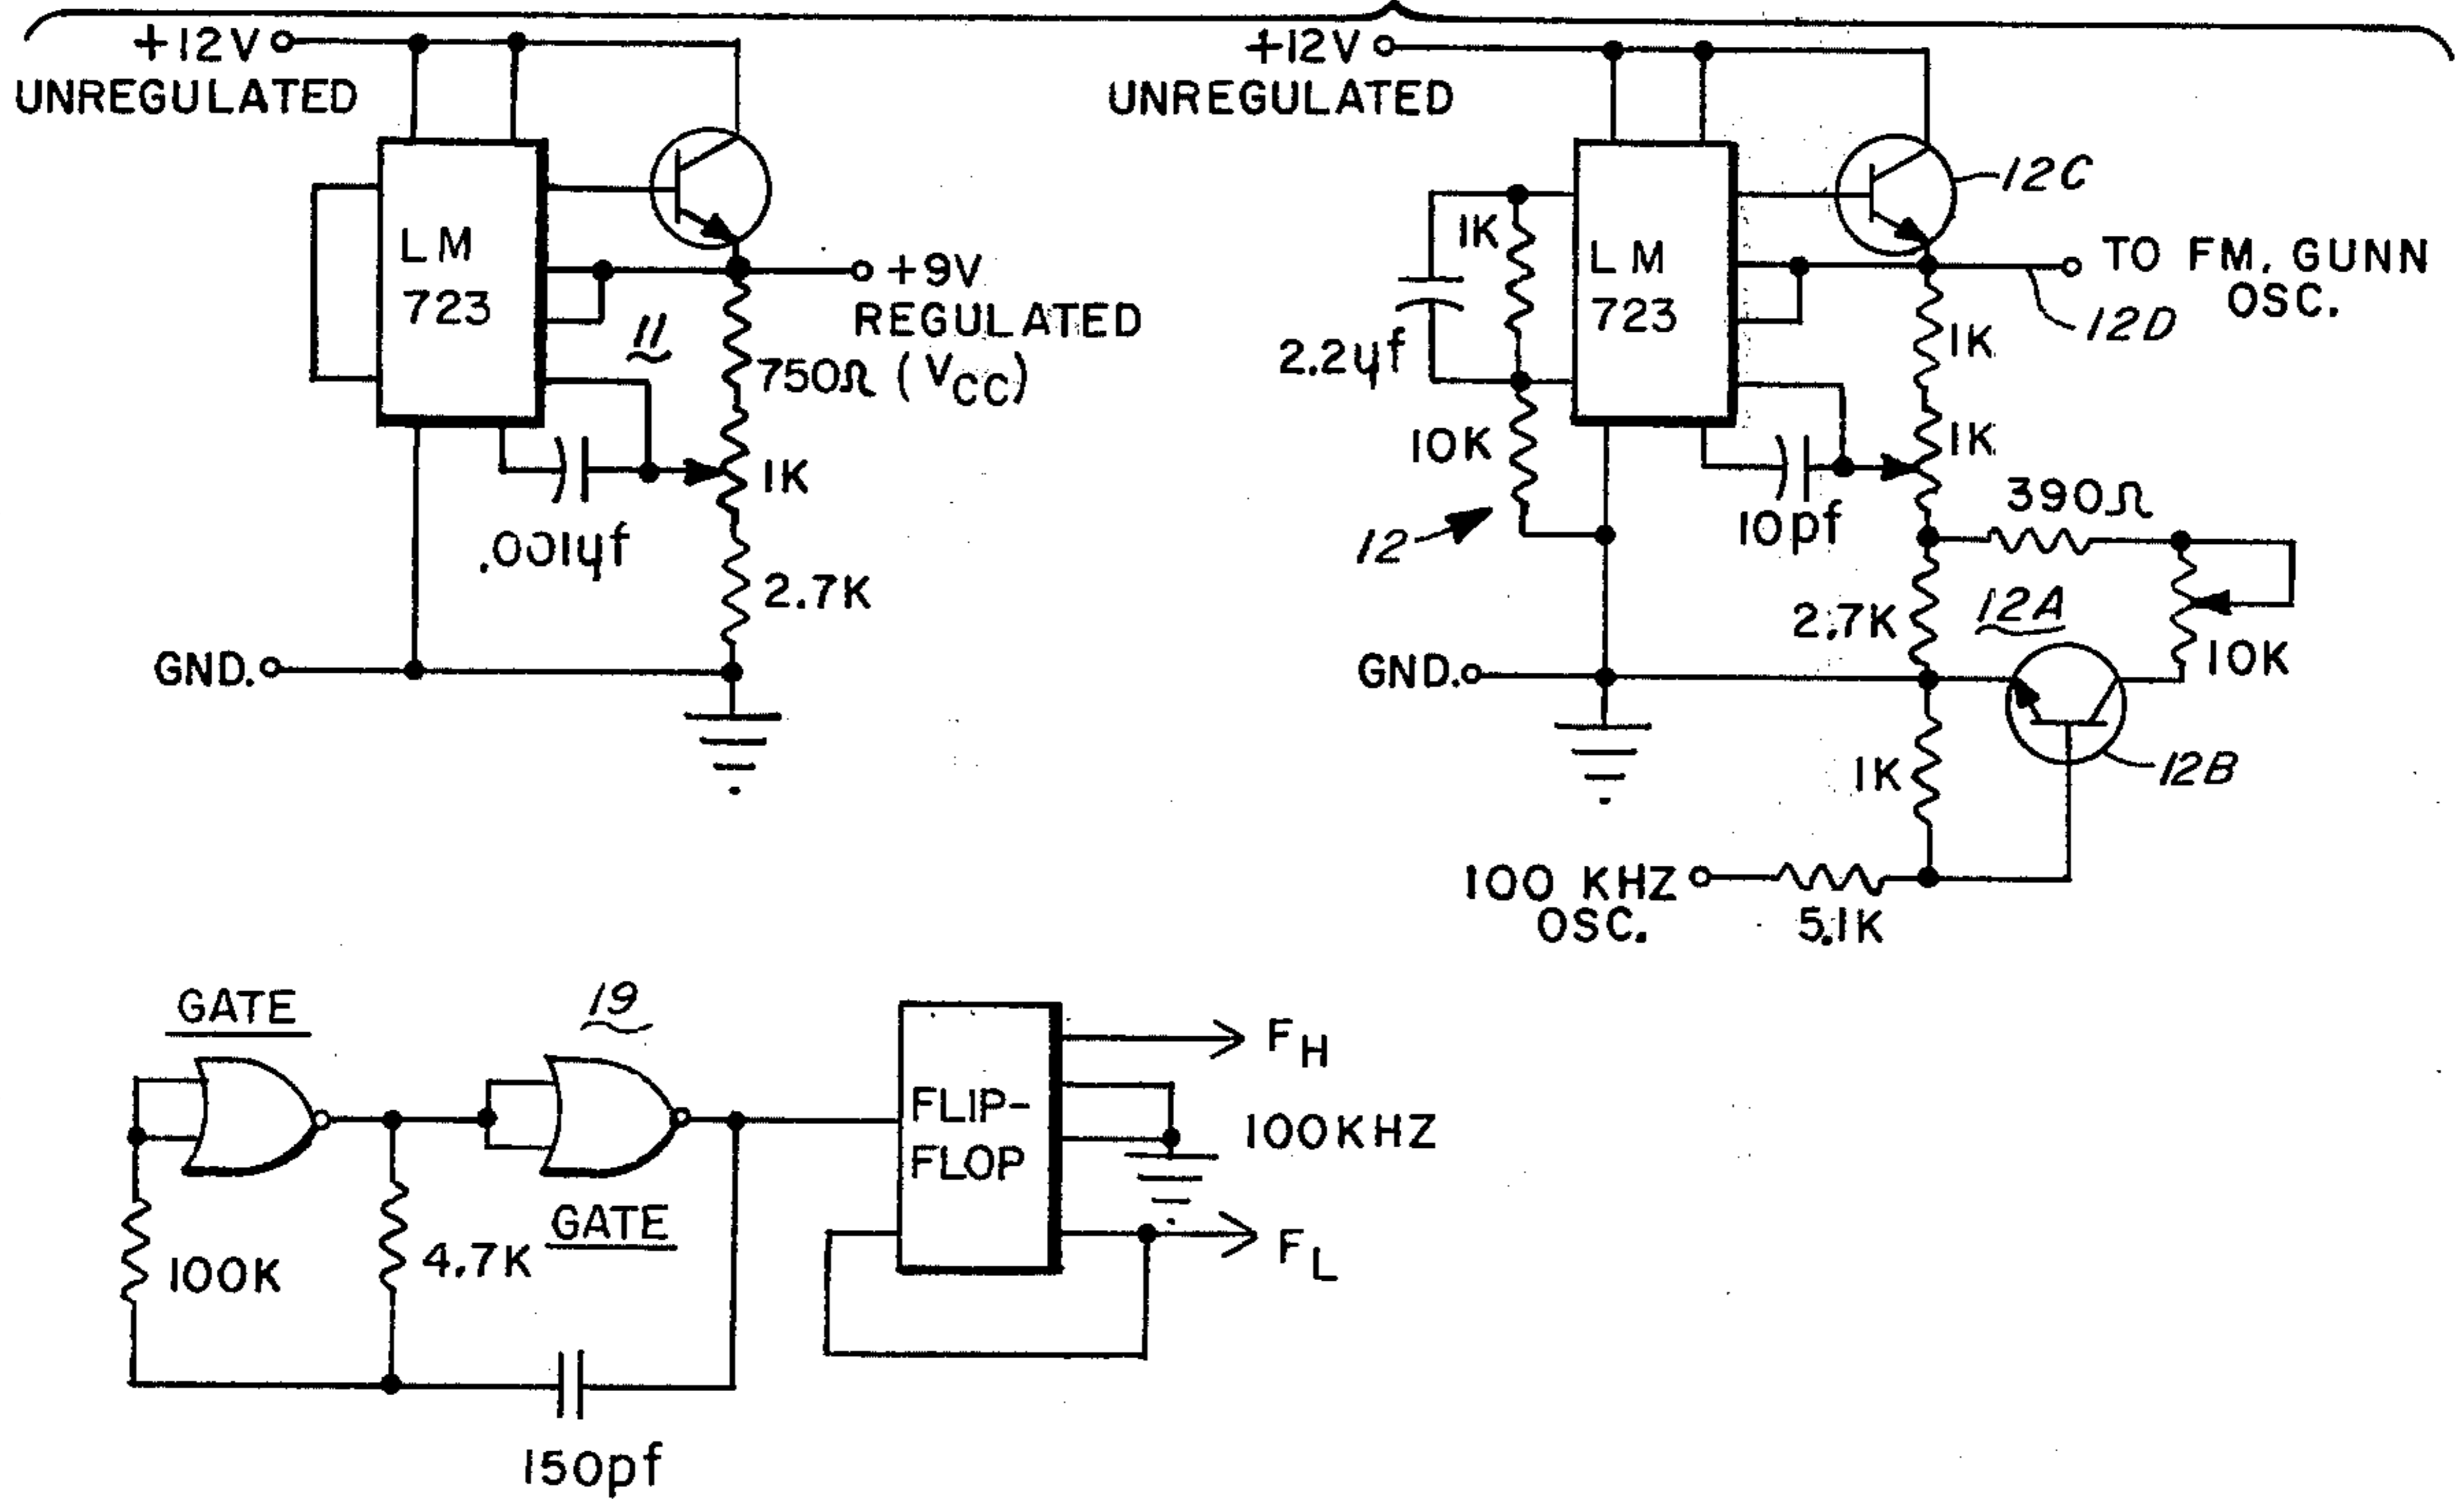 +12V
UNREGULATED
LM
723
11
+9V
REGULATED
750Ω (VCC)
1K
.001µf
2.7K
GND.
+12V
UNREGULATED
1K
LM
723
2.2µf
10K
12
12C
TO FM. GUNN
OSC.
12D
1K
1K
390Ω
10pf
2.7K
12A
10K
GND.
12B
1K
100 KHZ
OSC.
5.1K
GATE
19
GATE
100K
4.7K
150pf
FLIP-
FLOP
FH
100KHZ
FL